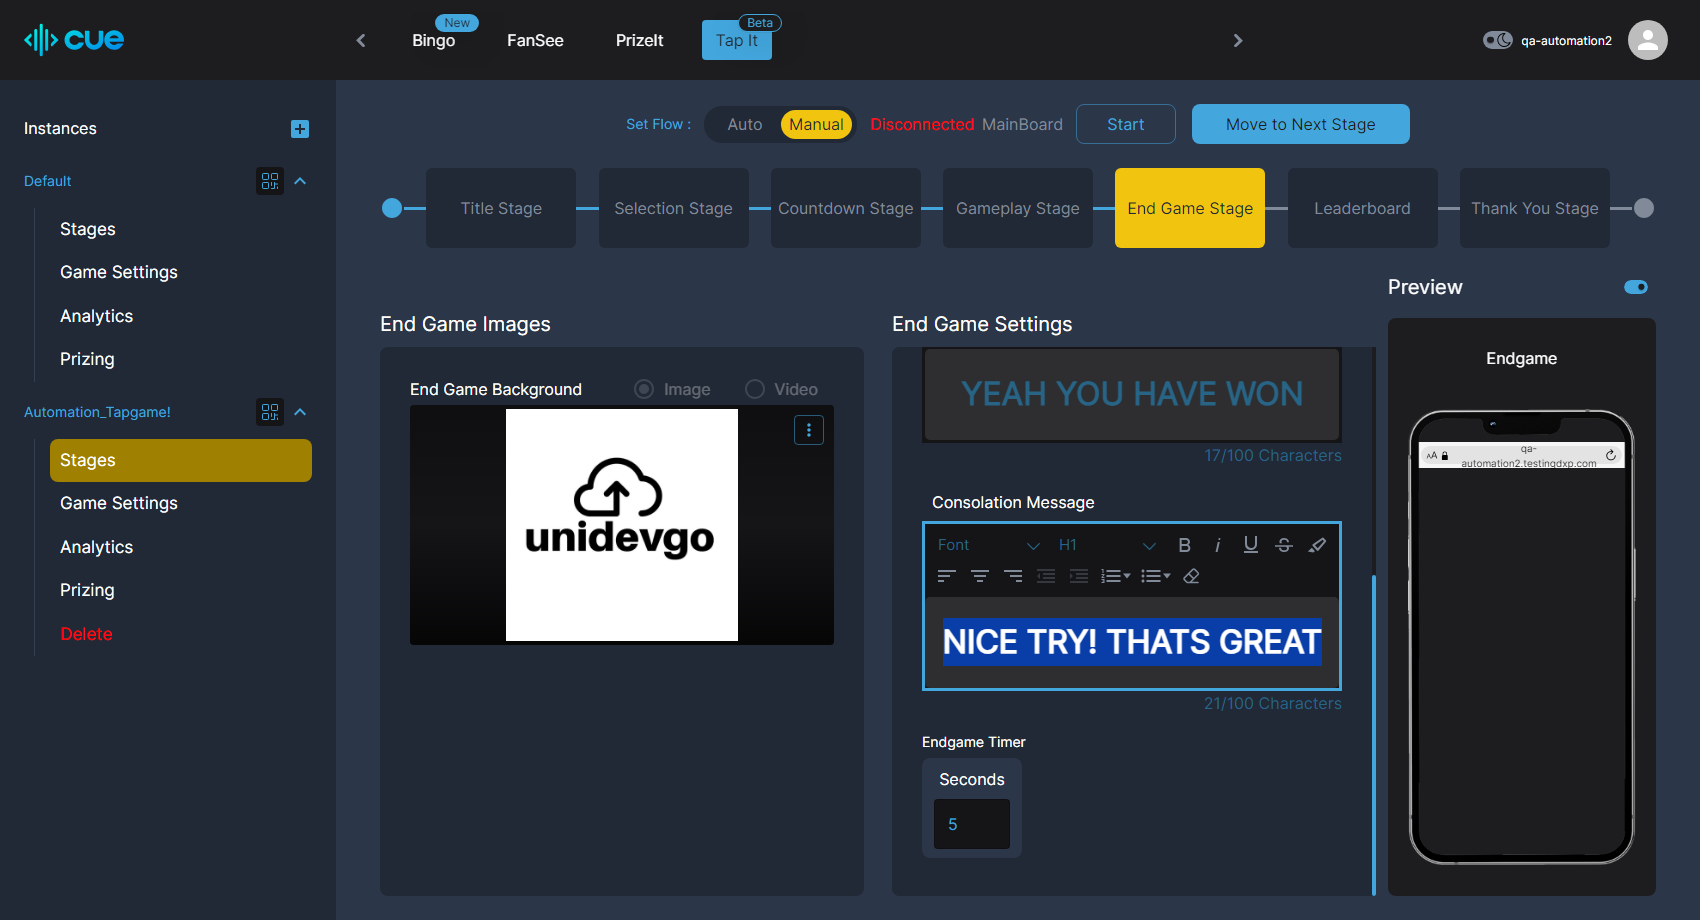 cue
Bingo
New
FanSee
PrizeIt
Tap It
Beta
qa-automation2
Instances
Default
Stages
Game Settings
Analytics
Prizing
Automation_Tapgame!
Stages
Game Settings
Analytics
Prizing
Delete
Set Flow :
Auto
Manual
Disconnected MainBoard
Start
Move to Next Stage
Title Stage
Selection Stage
Countdown Stage
Gameplay Stage
End Game Stage
Leaderboard
Thank You Stage
End Game Images
End Game Background
Image
Video
unidevgo
End Game Settings
YEAH YOU HAVE WON
17/100 Characters
Consolation Message
Font
H1
B i U S
NICE TRY! THATS GREAT
21/100 Characters
Endgame Timer
Seconds
5
Preview
Endgame
AA
qa-
automation2.testingdxp.com